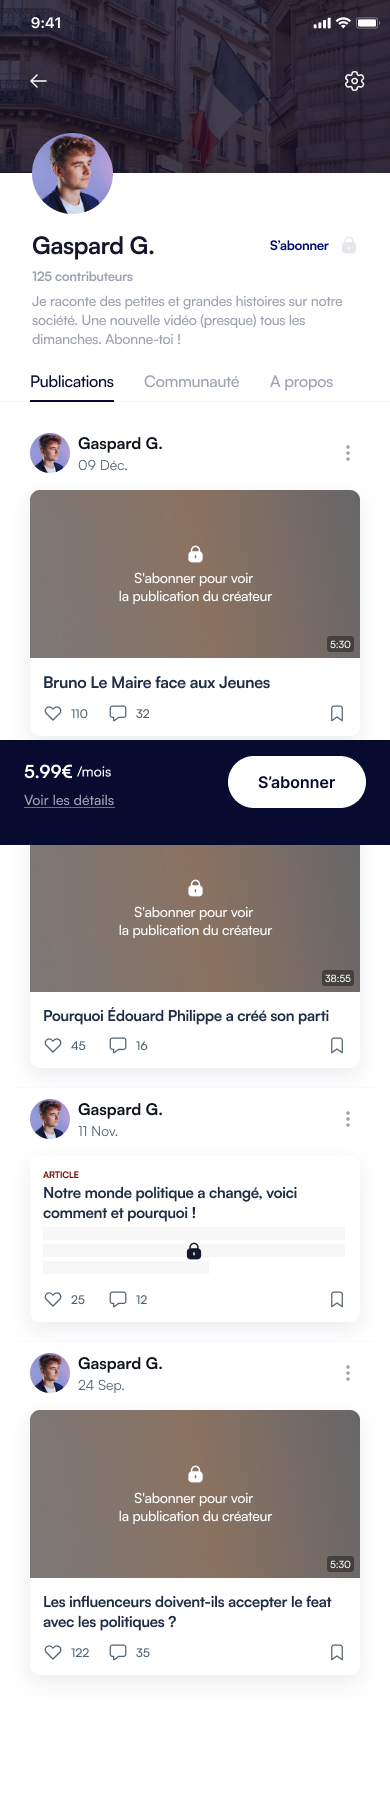 9:41
Gaspard G.
S'abonner
125 contributeurs
Je raconte des petites et grandes histoires sur notre
société. Une nouvelle vidéo (presque) tous les
dimanches. Abonne-toi !
Publications
Communauté
A propos
Gaspard G.
09 Déc.
S'abonner pour voir
la publication du créateur
5:30
Bruno Le Maire face aux Jeunes
110
32
5.99€ /mois
Voir les détails
S'abonner
S'abonner pour voir
la publication du créateur
38:55
Pourquoi Édouard Philippe a créé son parti
45
16
Gaspard G.
11 Nov.
ARTICLE
Notre monde politique a changé, voici
comment et pourquoi !
25
12
Gaspard G.
24 Sep.
S'abonner pour voir
la publication du créateur
5:30
Les influenceurs doivent-ils accepter le feat
avec les politiques ?
122
35